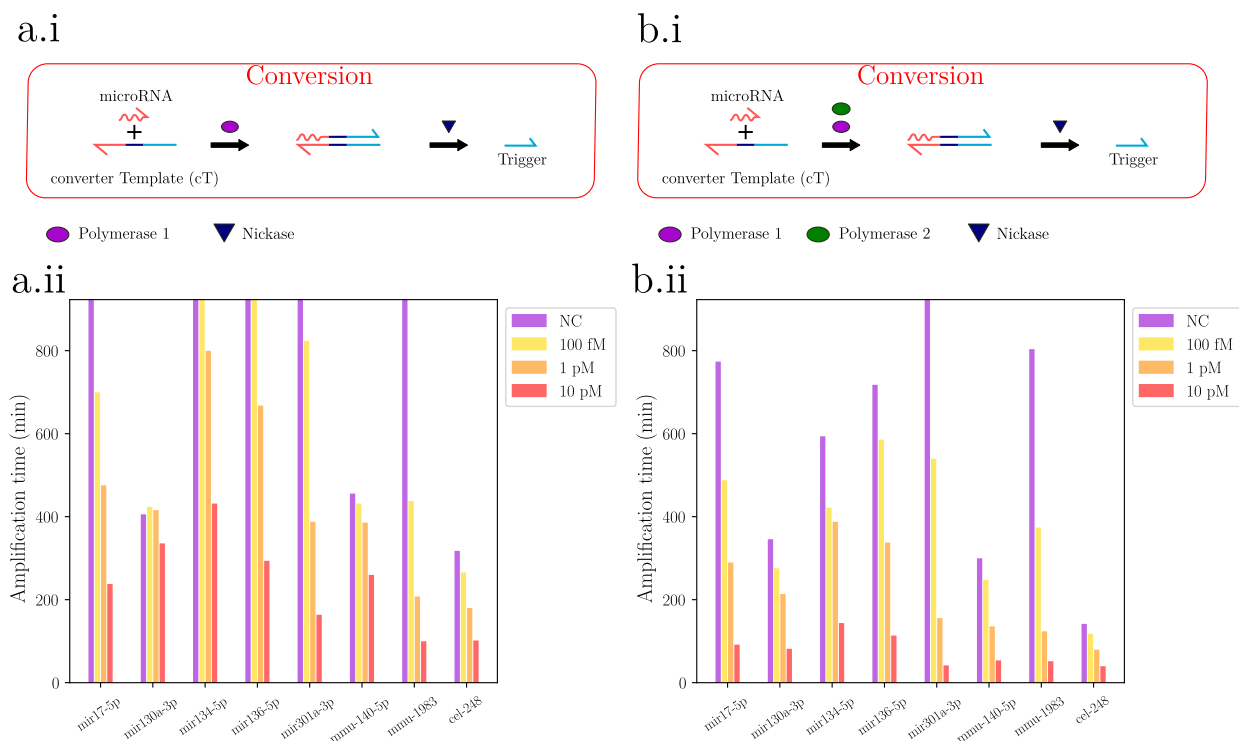 a.i
Conversion
microRNA
+
converter Template (cT)
Trigger
Polymerase 1
Nickase
b.i
Conversion
microRNA
+
converter Template (cT)
Trigger
Polymerase 1
Polymerase 2
Nickase
a.ii
Amplification time (min)
800
600
400
200
0
mir17-5p
mir130a-3p
mir134-5p
mir136-5p
mir301a-3p
mmu-140-5p
mmu-1983
cel-248
NC
100 fM
1 pM
10 pM
b.ii
Amplification time (min)
800
600
400
200
0
mir17-5p
mir130a-3p
mir134-5p
mir136-5p
mir301a-3p
mmu-140-5p
mmu-1983
cel-248
NC
100 fM
1 pM
10 pM